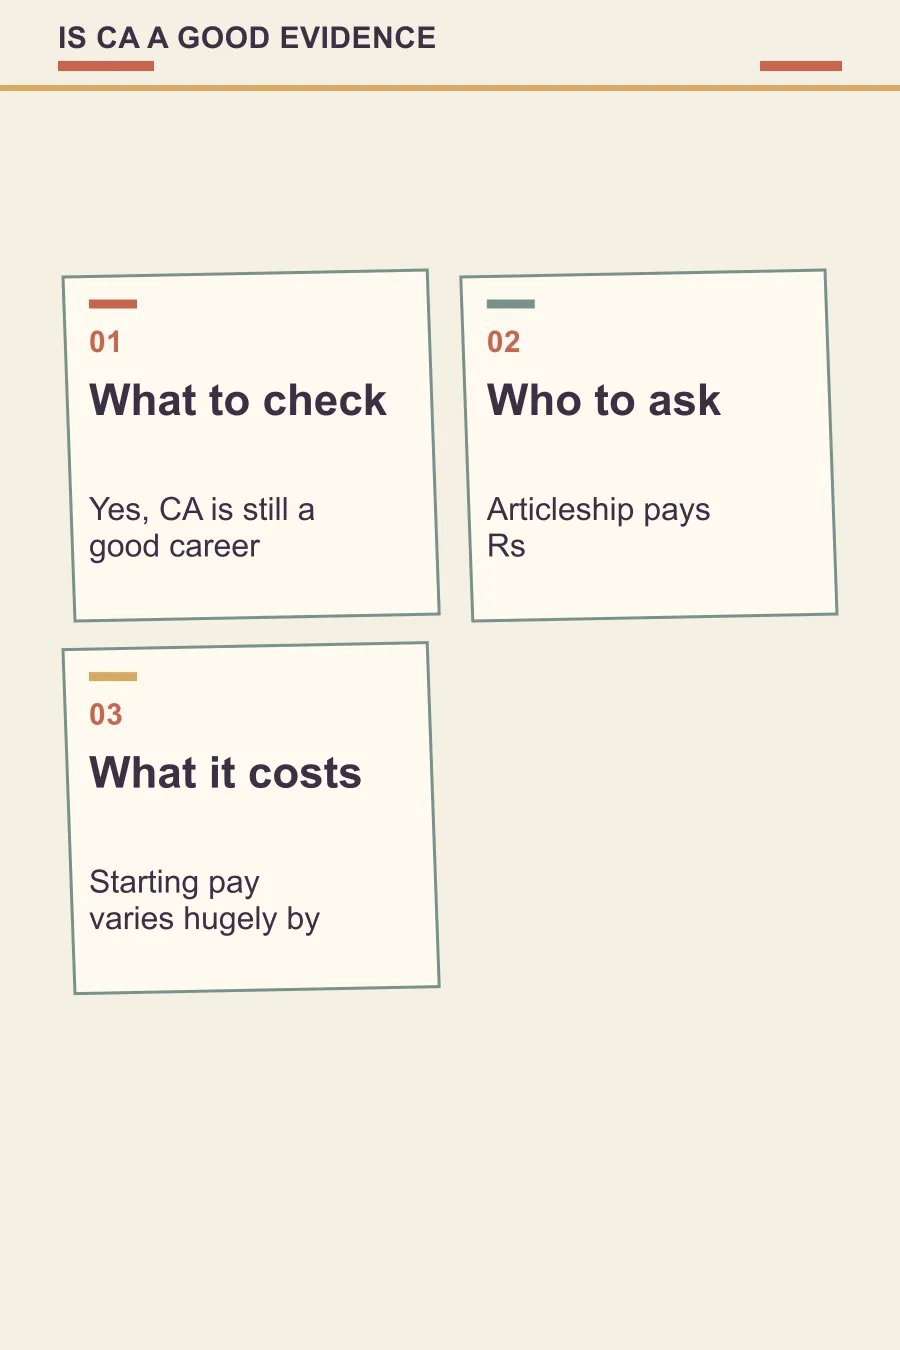 IS CA A GOOD EVIDENCE
01
What to check
Yes, CA is still a
good career
02
Who to ask
Articleship pays
Rs
03
What it costs
Starting pay
varies hugely by